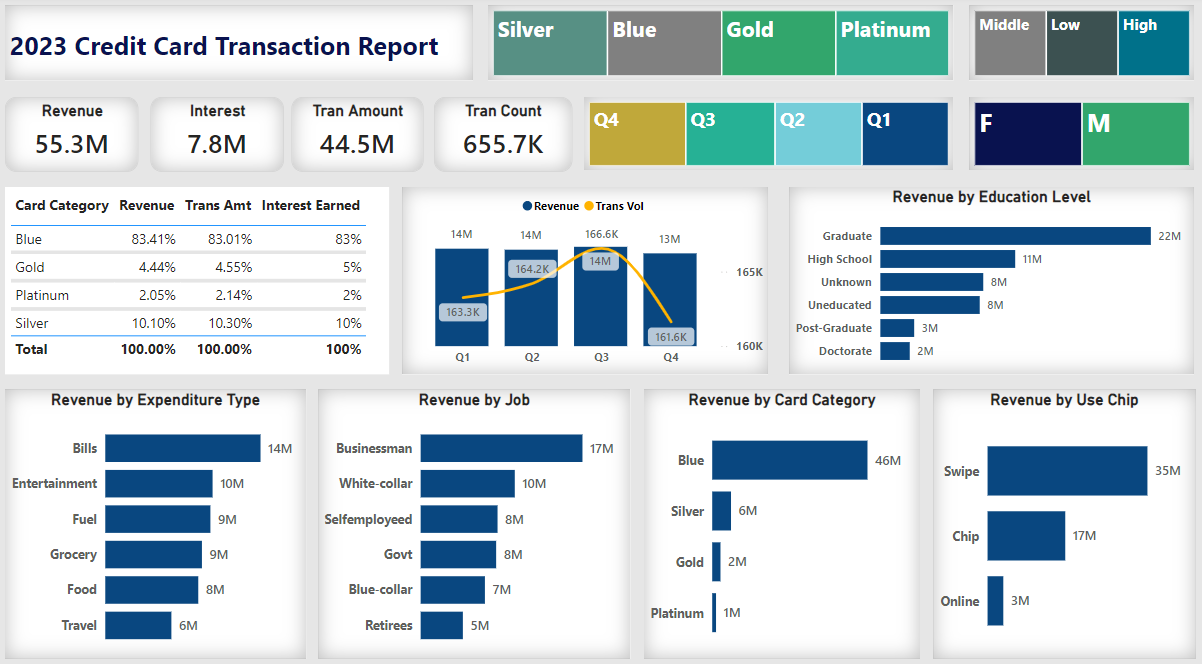 2023 Credit Card Transaction Report
Silver Blue Gold Platinum
Middle Low High
Revenue
55.3M
Interest
7.8M
Tran Amount
44.5M
Tran Count
655.7K
Q4 Q3 Q2 Q1
F M
Card Category Revenue Trans Amt Interest Earned
Blue 83.41% 83.01% 83%
Gold 4.44% 4.55% 5%
Platinum 2.05% 2.14% 2%
Silver 10.10% 10.30% 10%
Total 100.00% 100.00% 100%
Revenue Trans Vol
14M 14M 166.6K 13M
164.2K 14M 165K
163.3K
161.6K
160K
Q1 Q2 Q3 Q4
Revenue by Education Level
Graduate 22M
High School 11M
Unknown 8M
Uneducated 8M
Post-Graduate 3M
Doctorate 2M
Revenue by Expenditure Type
Bills 14M
Entertainment 10M
Fuel 9M
Grocery 9M
Food 8M
Travel 6M
Revenue by Job
Businessman 17M
White-collar 10M
Selfemployeed 8M
Govt 8M
Blue-collar 7M
Retirees 5M
Revenue by Card Category
Blue 46M
Silver 6M
Gold 2M
Platinum 1M
Revenue by Use Chip
Swipe 35M
Chip 17M
Online 3M